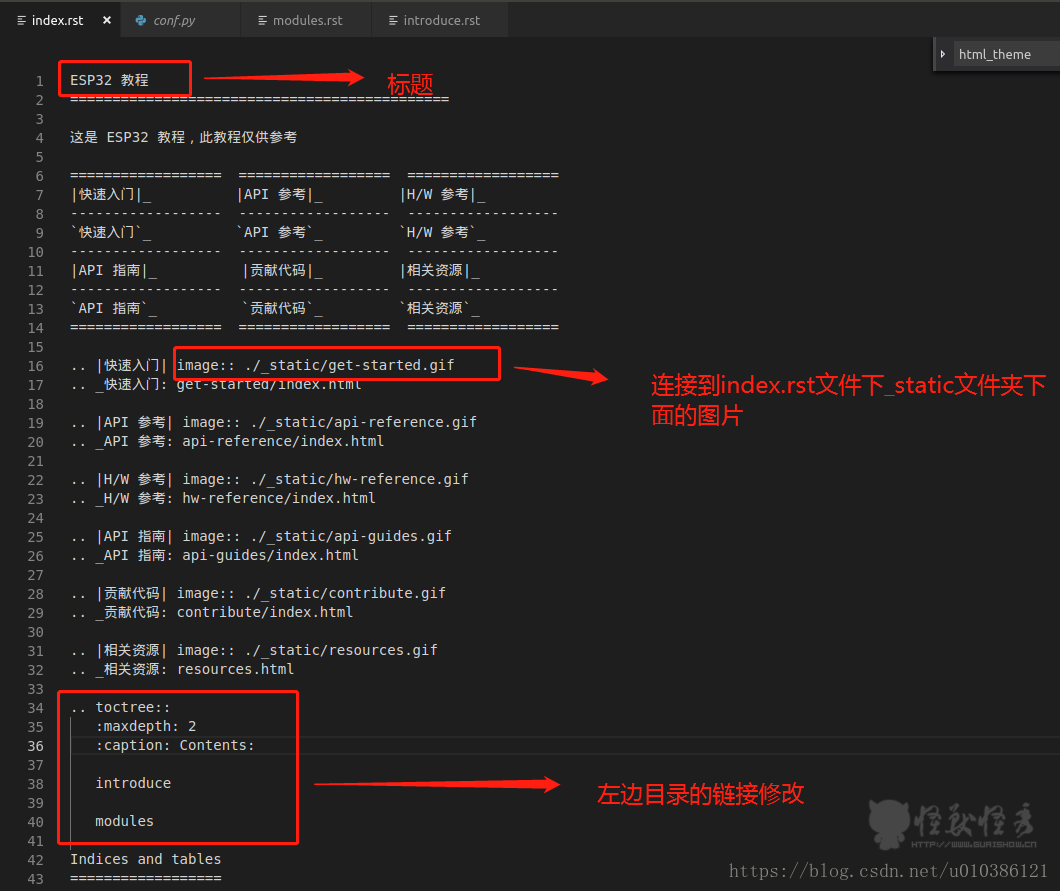 index.rst × conf.py modules.rst introduce.rst
html_theme
1 ESP32 教程
标题
2 =============================================
3
4 这是 ESP32 教程，此教程仅供参考
5
6 ================== ================== ==================
7 |快速入门|_ |API 参考|_ |H/W 参考|_
8 ------------------ ------------------ ------------------
9 `快速入门`_ `API 参考`_ `H/W 参考`_
10 ------------------ ------------------ ------------------
11 |API 指南|_ |贡献代码|_ |相关资源|_
12 ------------------ ------------------ ------------------
13 `API 指南`_ `贡献代码`_ `相关资源`_
14 ================== ================== ==================
15
16 .. |快速入门| image:: ./_static/get-started.gif
17 .. _快速入门: get-started/index.html
连接到index.rst文件下_static文件夹下
面的图片
18
19 .. |API 参考| image:: ./_static/api-reference.gif
20 .. _API 参考: api-reference/index.html
21
22 .. |H/W 参考| image:: ./_static/hw-reference.gif
23 .. _H/W 参考: hw-reference/index.html
24
25 .. |API 指南| image:: ./_static/api-guides.gif
26 .. _API 指南: api-guides/index.html
27
28 .. |贡献代码| image:: ./_static/contribute.gif
29 .. _贡献代码: contribute/index.html
30
31 .. |相关资源| image:: ./_static/resources.gif
32 .. _相关资源: resources.html
33
34 .. toctree::
35 :maxdepth: 2
36 :caption: Contents:
37
38 introduce
左边目录的链接修改
39
40 modules
41
42 Indices and tables
43 ==================
怪兽怪秀
HTTP://WWW.GUAISHOW.CN
https://blog.csdn.net/u010386121